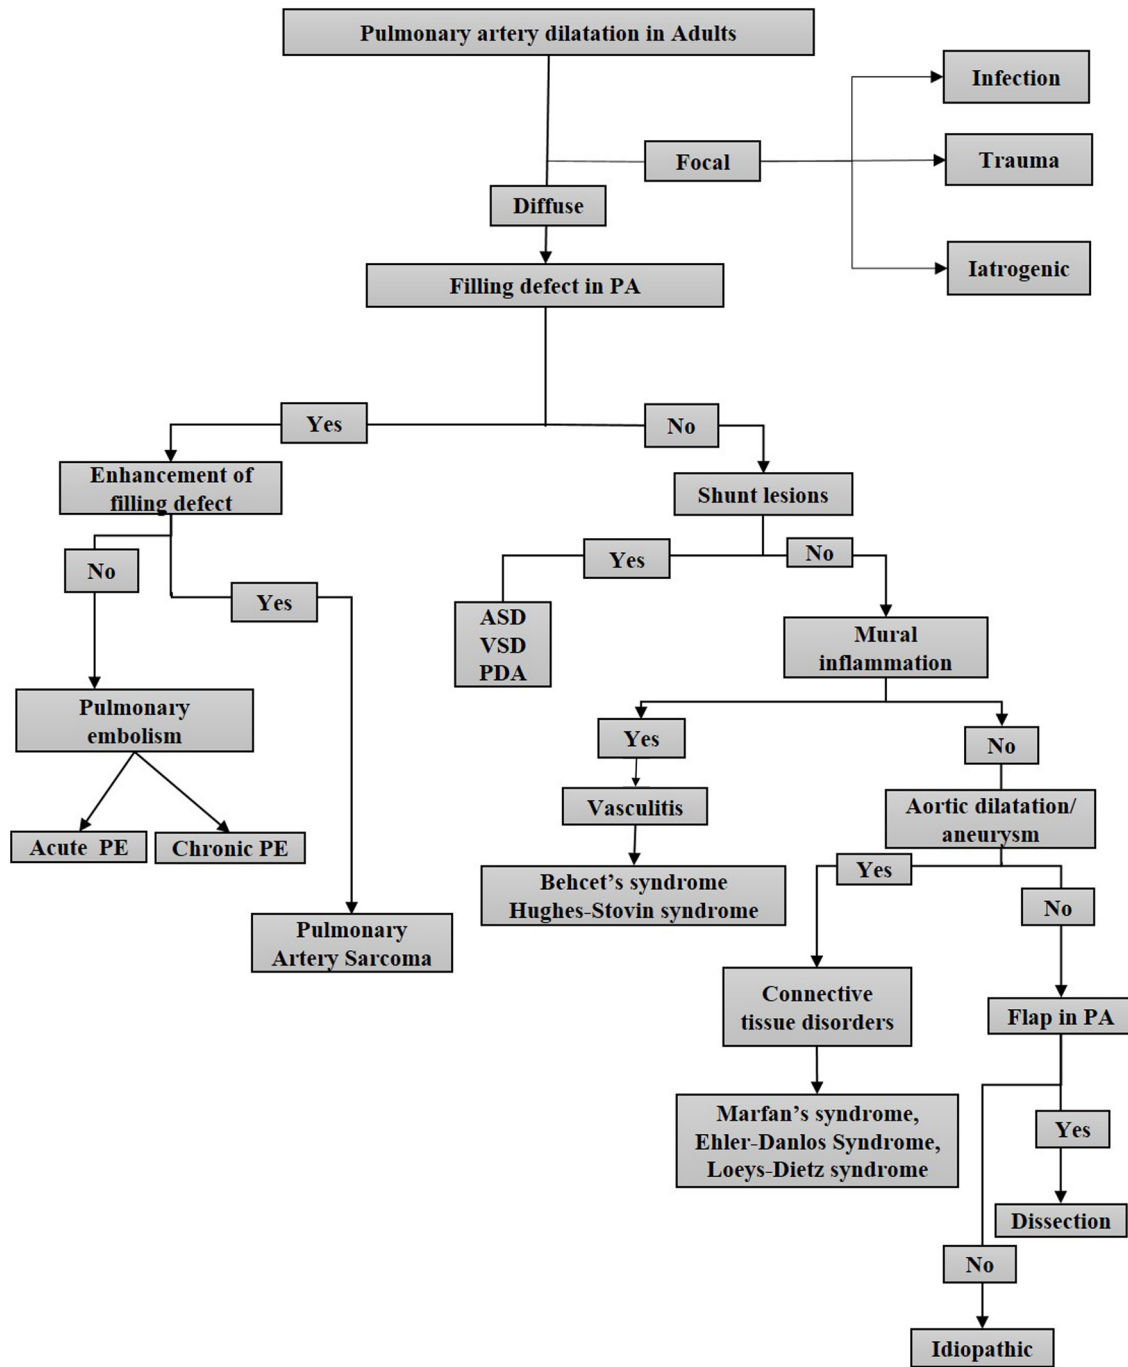 Pulmonary artery dilatation in Adults
Infection
Focal
Trauma
Diffuse
Iatrogenic
Filling defect in PA
Yes
No
Enhancement of
filling defect
Shunt lesions
No
Yes
Yes
No
ASD
VSD
PDA
Mural
inflammation
Pulmonary
embolism
Yes
No
Vasculitis
Aortic dilatation/
aneurysm
Acute PE
Chronic PE
Yes
No
Behcet's syndrome
Hughes-Stovin syndrome
Pulmonary
Artery Sarcoma
Connective
tissue disorders
Flap in PA
Marfan's syndrome,
Ehler-Danlos Syndrome,
Loeys-Dietz syndrome
Yes
Dissection
No
Idiopathic